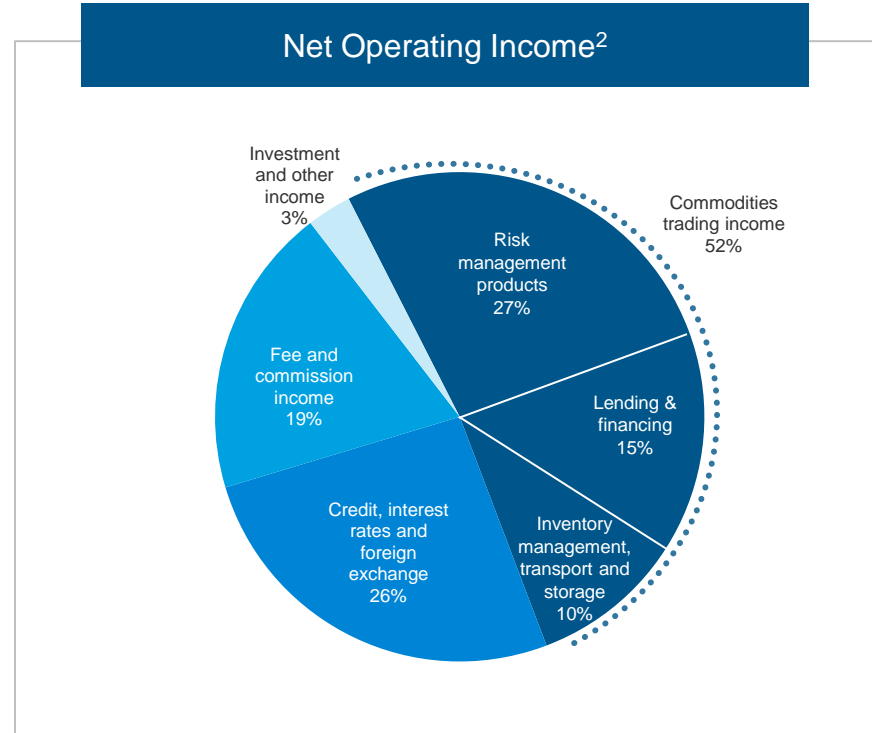 Net Operating Income2
Investment
and other
income
3%
Commodities
trading income
52%
Risk
management
products
27%
Fee and
commission
income
19%
Lending &
financing
15%
Credit, interest
rates and
foreign
exchange
26%
Inventory
management,
transport and
storage
10%